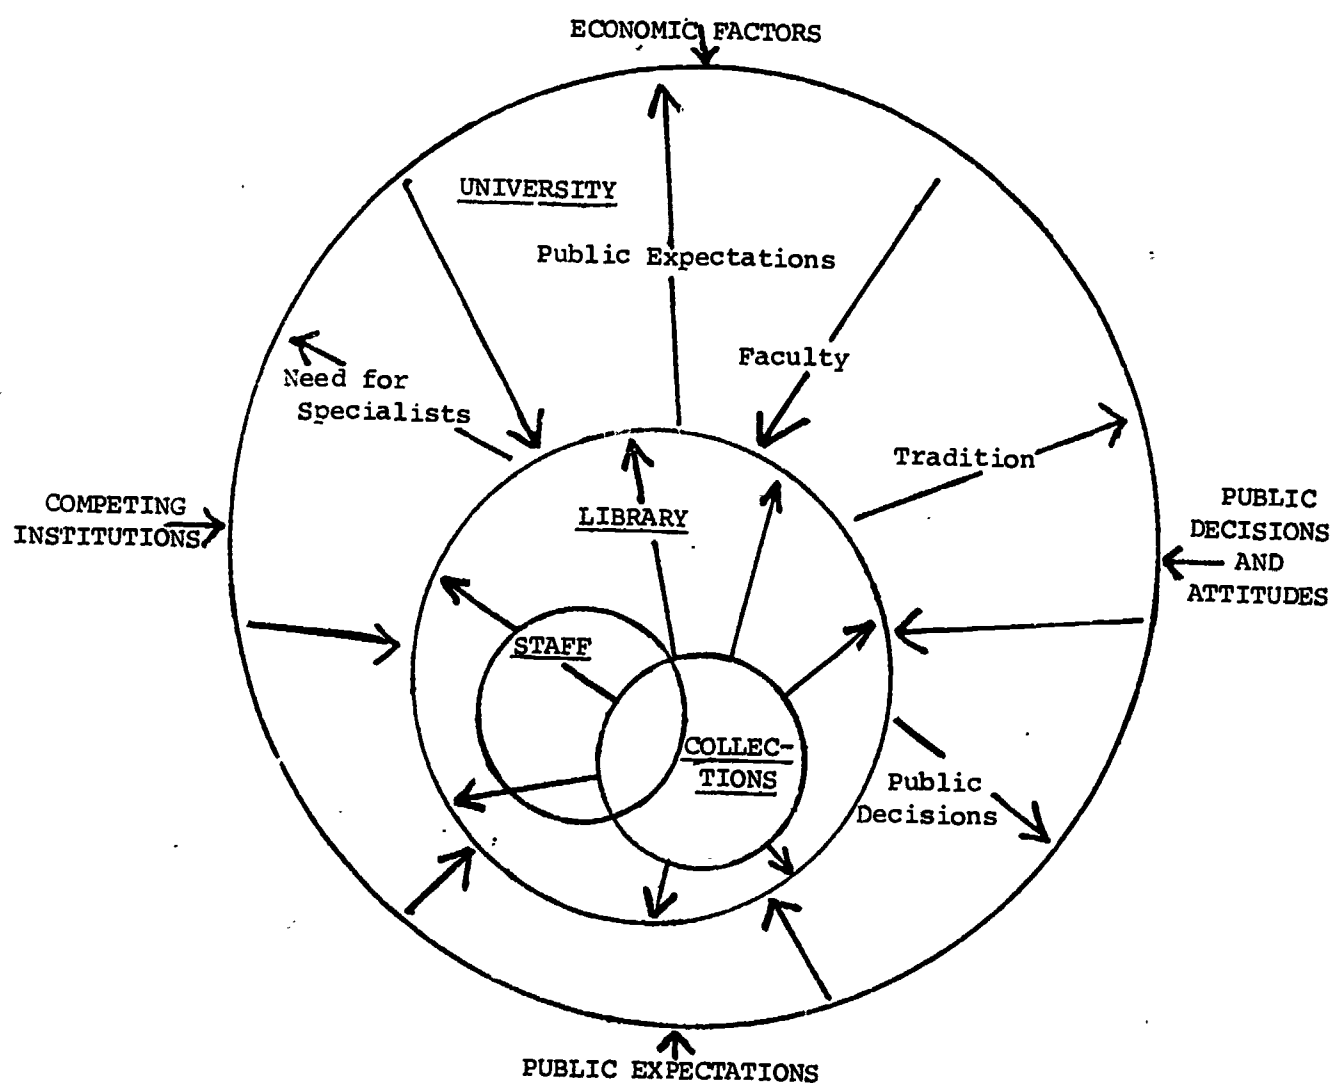 ECONOMIC FACTORS
UNIVERSITY
Public Expectations
Faculty
Need for
Specialists
Tradition
COMPETING
INSTITUTIONS
PUBLIC
DECISIONS
AND
ATTITUDES
LIBRARY
STAFF
COLLEC-
TIONS
Public
Decisions
PUBLIC EXPECTATIONS